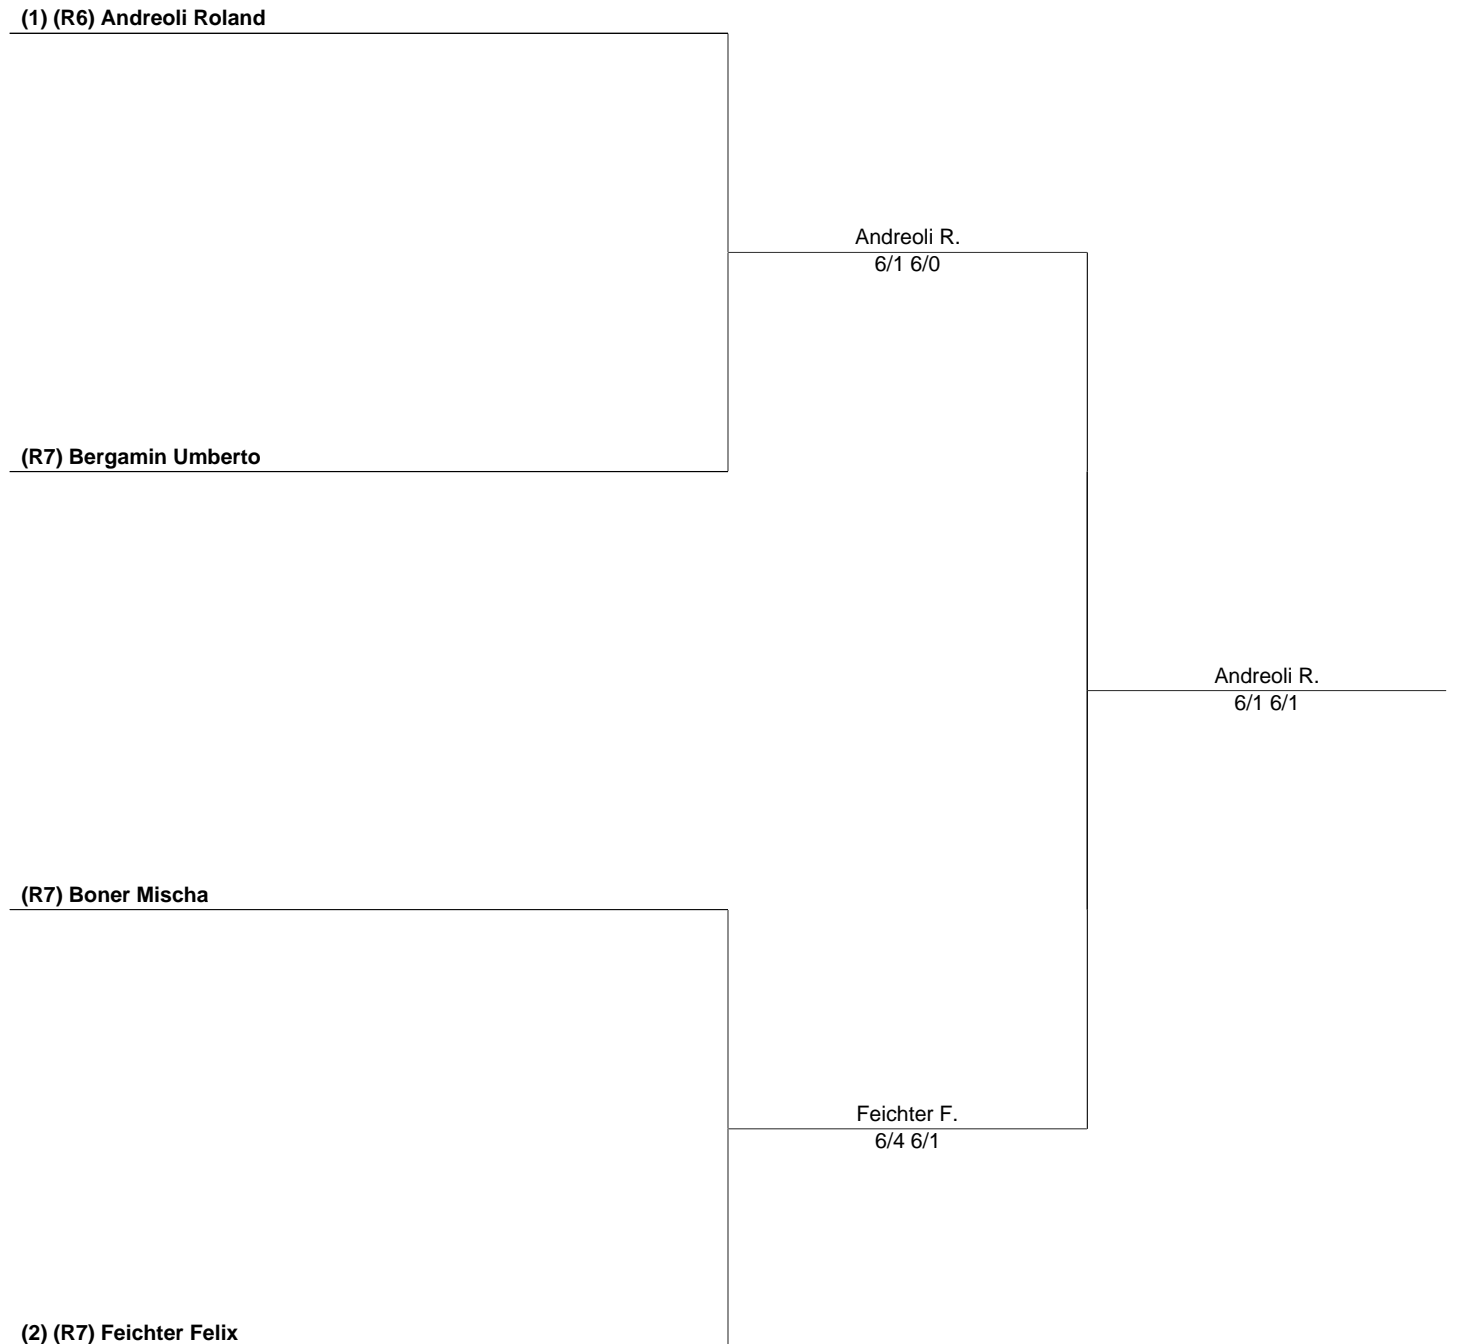 (1) (R6) Andreoli Roland
Andreoli R.
6/1 6/0
(R7) Bergamin Umberto
Andreoli R.
6/1 6/1
(R7) Boner Mischa
Feichter F.
6/4 6/1
(2) (R7) Feichter Felix